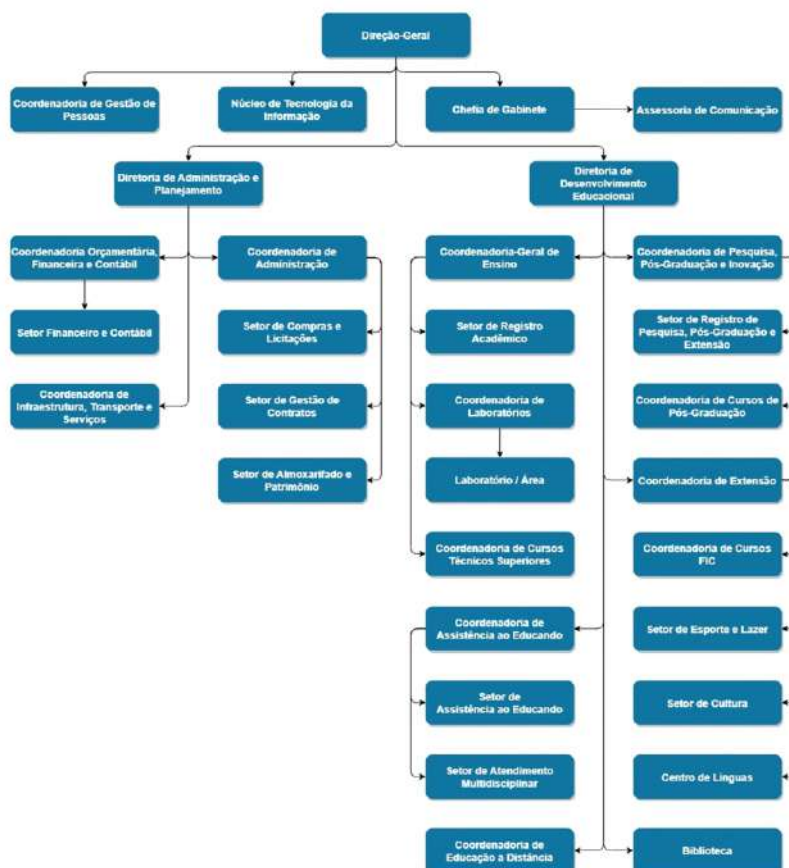 Direção-Geral
Coordenadoria de Gestão de
Pessoas
Núcleo de Tecnologia da
Informação
Chefia de Gabinete
Assessoria de Comunicação
Diretoria de Administração e
Planejamento
Diretoria de
Desenvolvimento
Educacional
Coordenadoria Orçamentária,
Financeira e Contábil
Coordenadoria de
Administração
Coordenadoria-Geral de
Ensino
Coordenadoria de Pesquisa,
Pós-Graduação e Inovação
Setor Financeiro e Contábil
Setor de Compras e
Licitações
Setor de Registro
Acadêmico
Setor de Registro de
Pesquisa, Pós-Graduação e
Extensão
Coordenadoria de
Infraestrutura, Transporte e
Serviços
Setor de Gestão de
Contratos
Coordenadoria de
Laboratórios
Coordenadoria de Cursos de
Pós-Graduação
Setor de Almoxarifado e
Patrimônio
Laboratório / Área
Coordenadoria de Extensão
Coordenadoria de Cursos
Técnicos Superiores
Coordenadoria de Cursos
FIC
Coordenadoria de
Assistência ao Educando
Setor de Esporte e Lazer
Setor de
Assistência ao Educando
Setor de Cultura
Setor de Atendimento
Multidisciplinar
Centro de Línguas
Coordenadoria de
Educação a Distância
Biblioteca